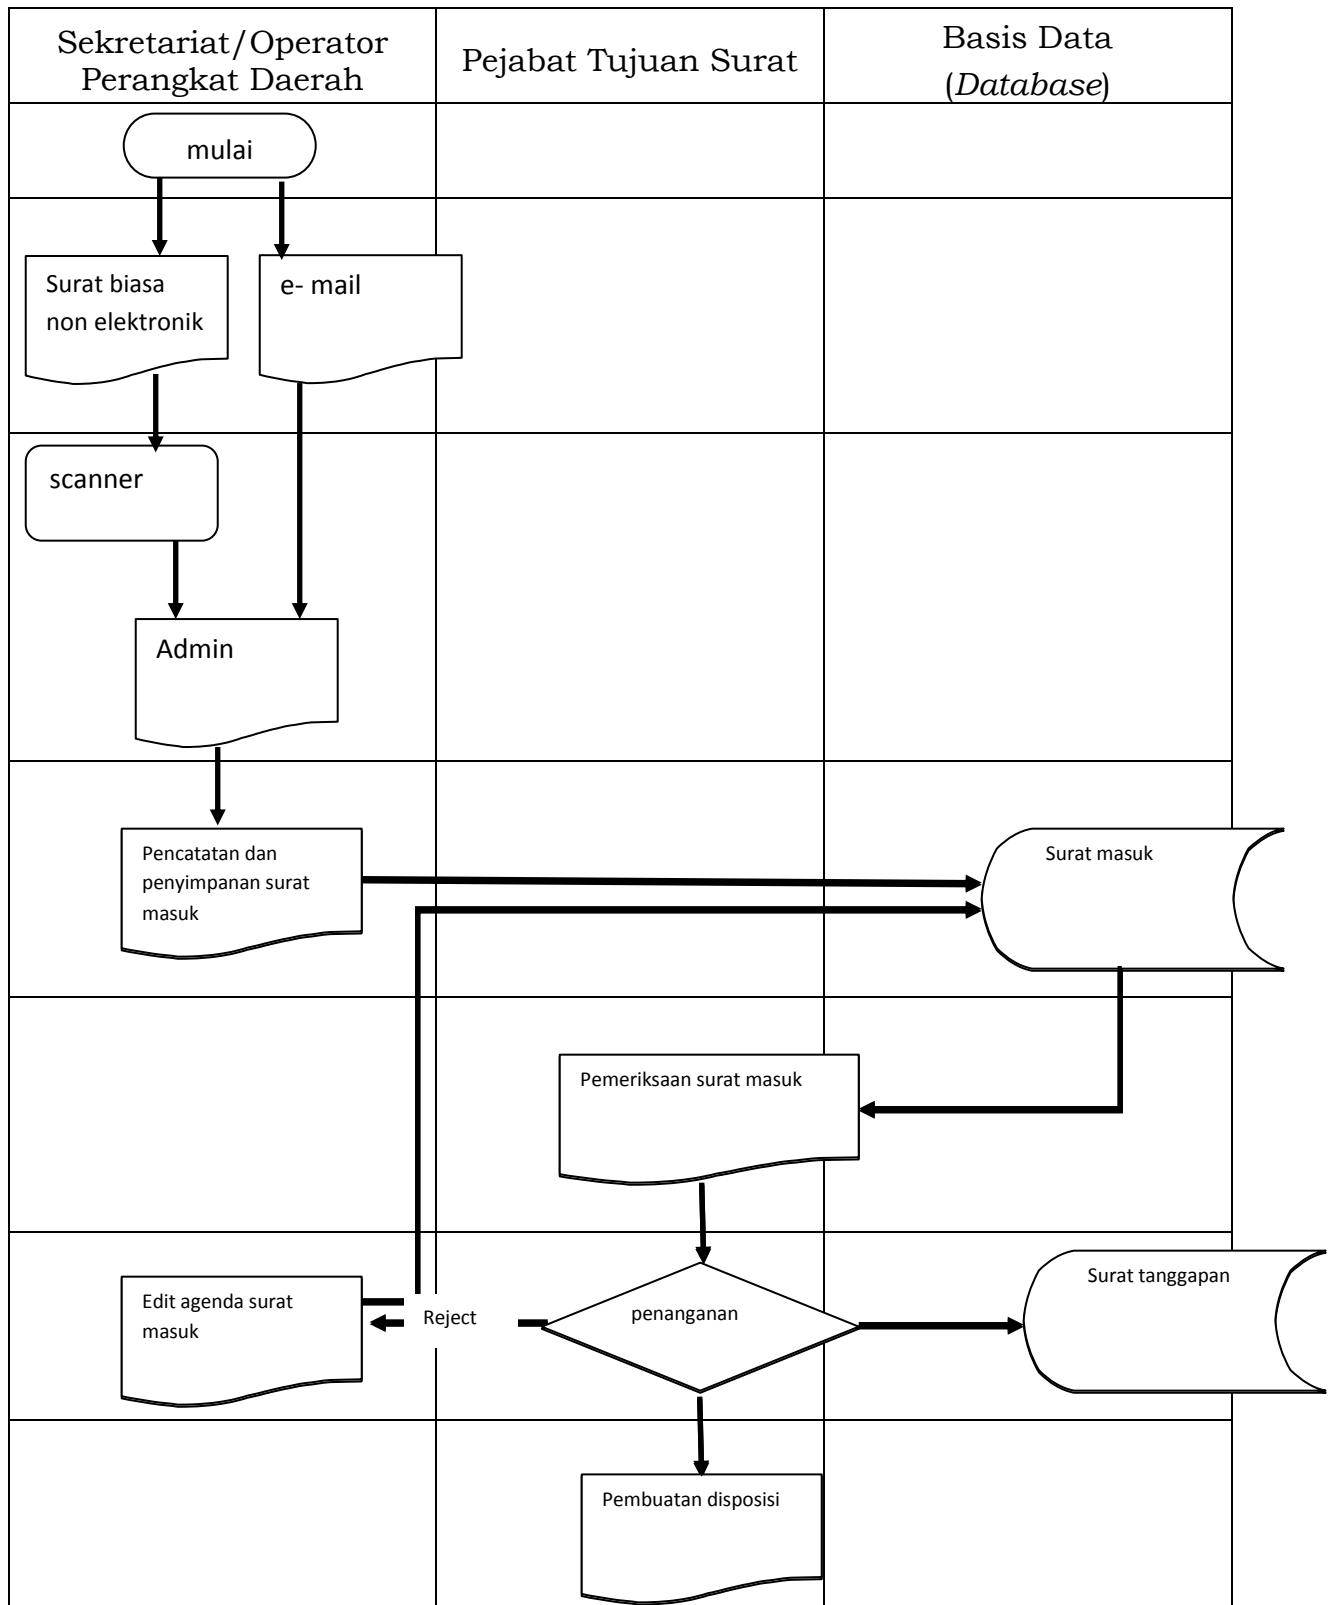 Sekretariat/Operator
Perangkat Daerah
Pejabat Tujuan Surat
Basis Data
(Database)
mulai
Surat biasa
non elektronik
e- mail
scanner
Admin
Pencatatan dan
penyimpanan surat
masuk
Surat masuk
Pemeriksaan surat masuk
Edit agenda surat
masuk
Reject
penanganan
Surat tanggapan
Pembuatan disposisi